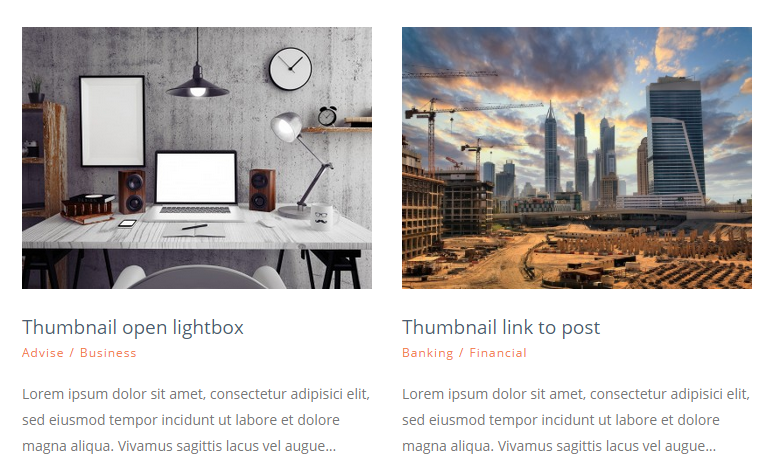 Thumbnail open lightbox
Advise / Business
Lorem ipsum dolor sit amet, consectetur adipisici elit,
sed eiusmod tempor incidunt ut labore et dolore
magna aliqua. Vivamus sagittis lacus vel augue...
Thumbnail link to post
Banking / Financial
Lorem ipsum dolor sit amet, consectetur adipisici elit,
sed eiusmod tempor incidunt ut labore et dolore
magna aliqua. Vivamus sagittis lacus vel augue...